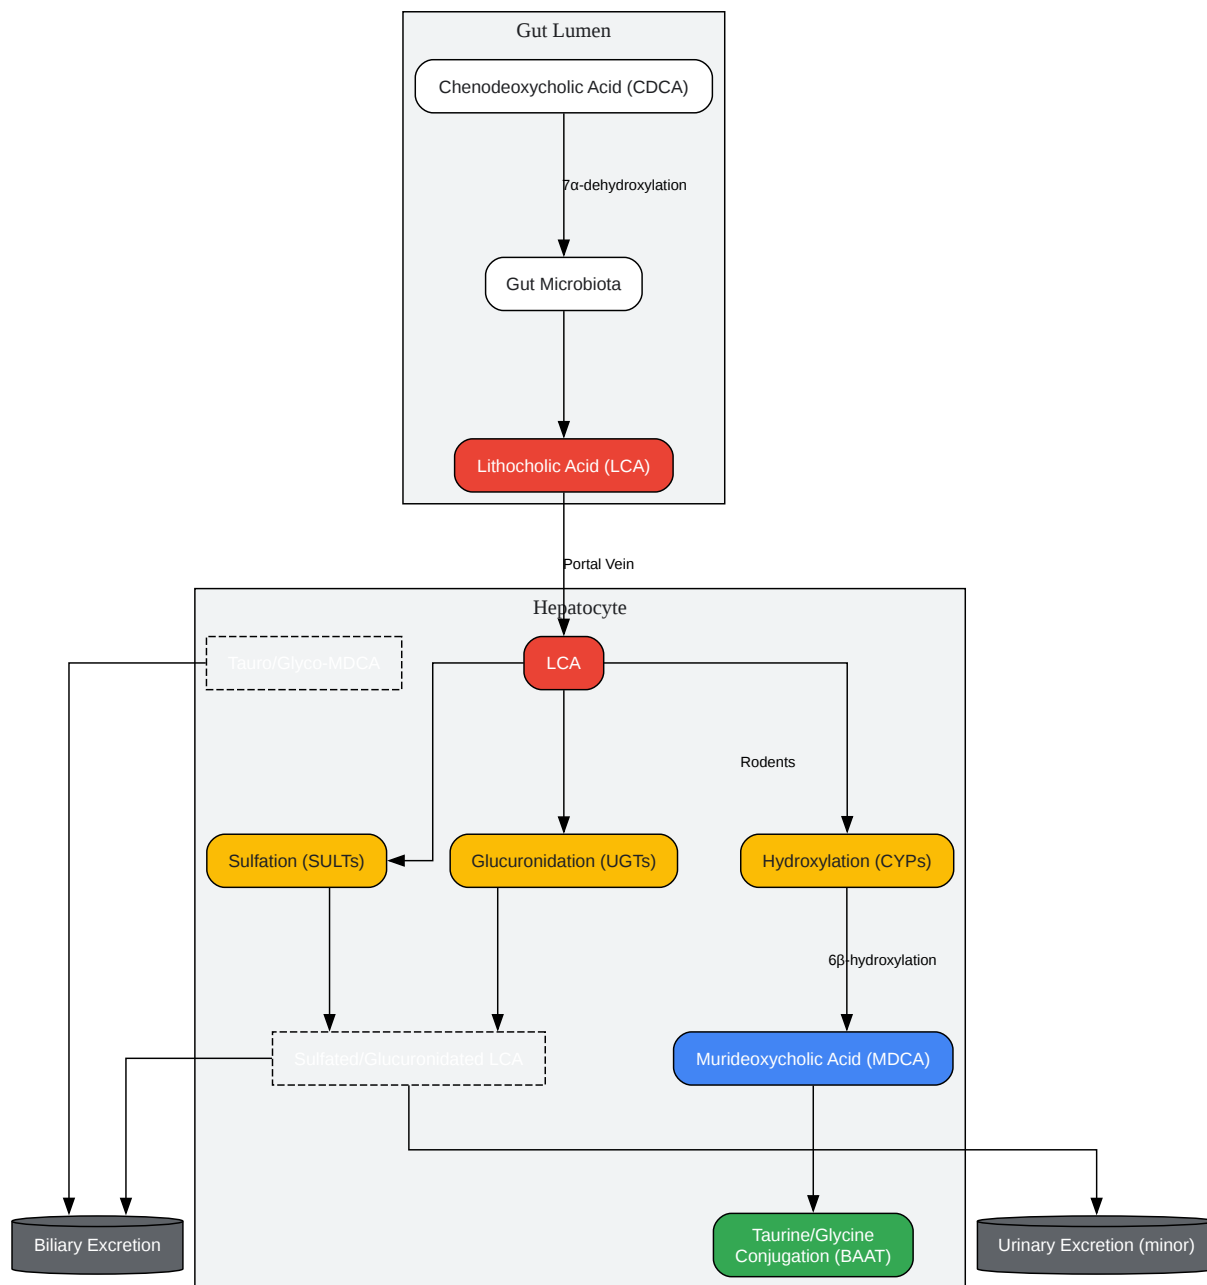 Gut Lumen
Chenodeoxycholic Acid (CDCA)
7α-dehydroxylation
Gut Microbiota
Lithocholic Acid (LCA)
Portal Vein
Hepatocyte
Tauro/Glyco-MDCA
LCA
Rodents
Sulfation (SULTs)
Glucuronidation (UGTs)
Hydroxylation (CYPs)
6β-hydroxylation
Sulfated/Glucuronidated LCA
Murideoxycholic Acid (MDCA)
Biliary Excretion
Taurine/Glycine
Conjugation (BAAT)
Urinary Excretion (minor)